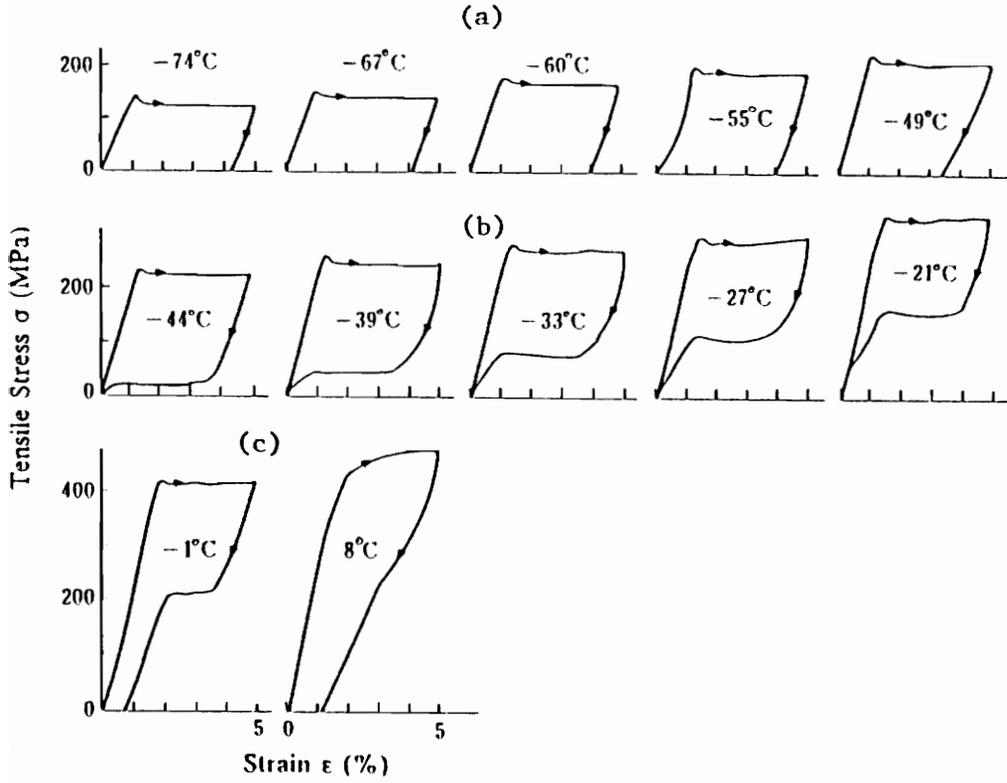 (a)
200
0
−74°C
−67°C
−60°C
−55°C
−49°C
(b)
200
0
−44°C
−39°C
−33°C
−27°C
−21°C
(c)
400
200
0
−1°C
8°C
5
0
5
Strain ε (%)
Tensile Stress σ (MPa)